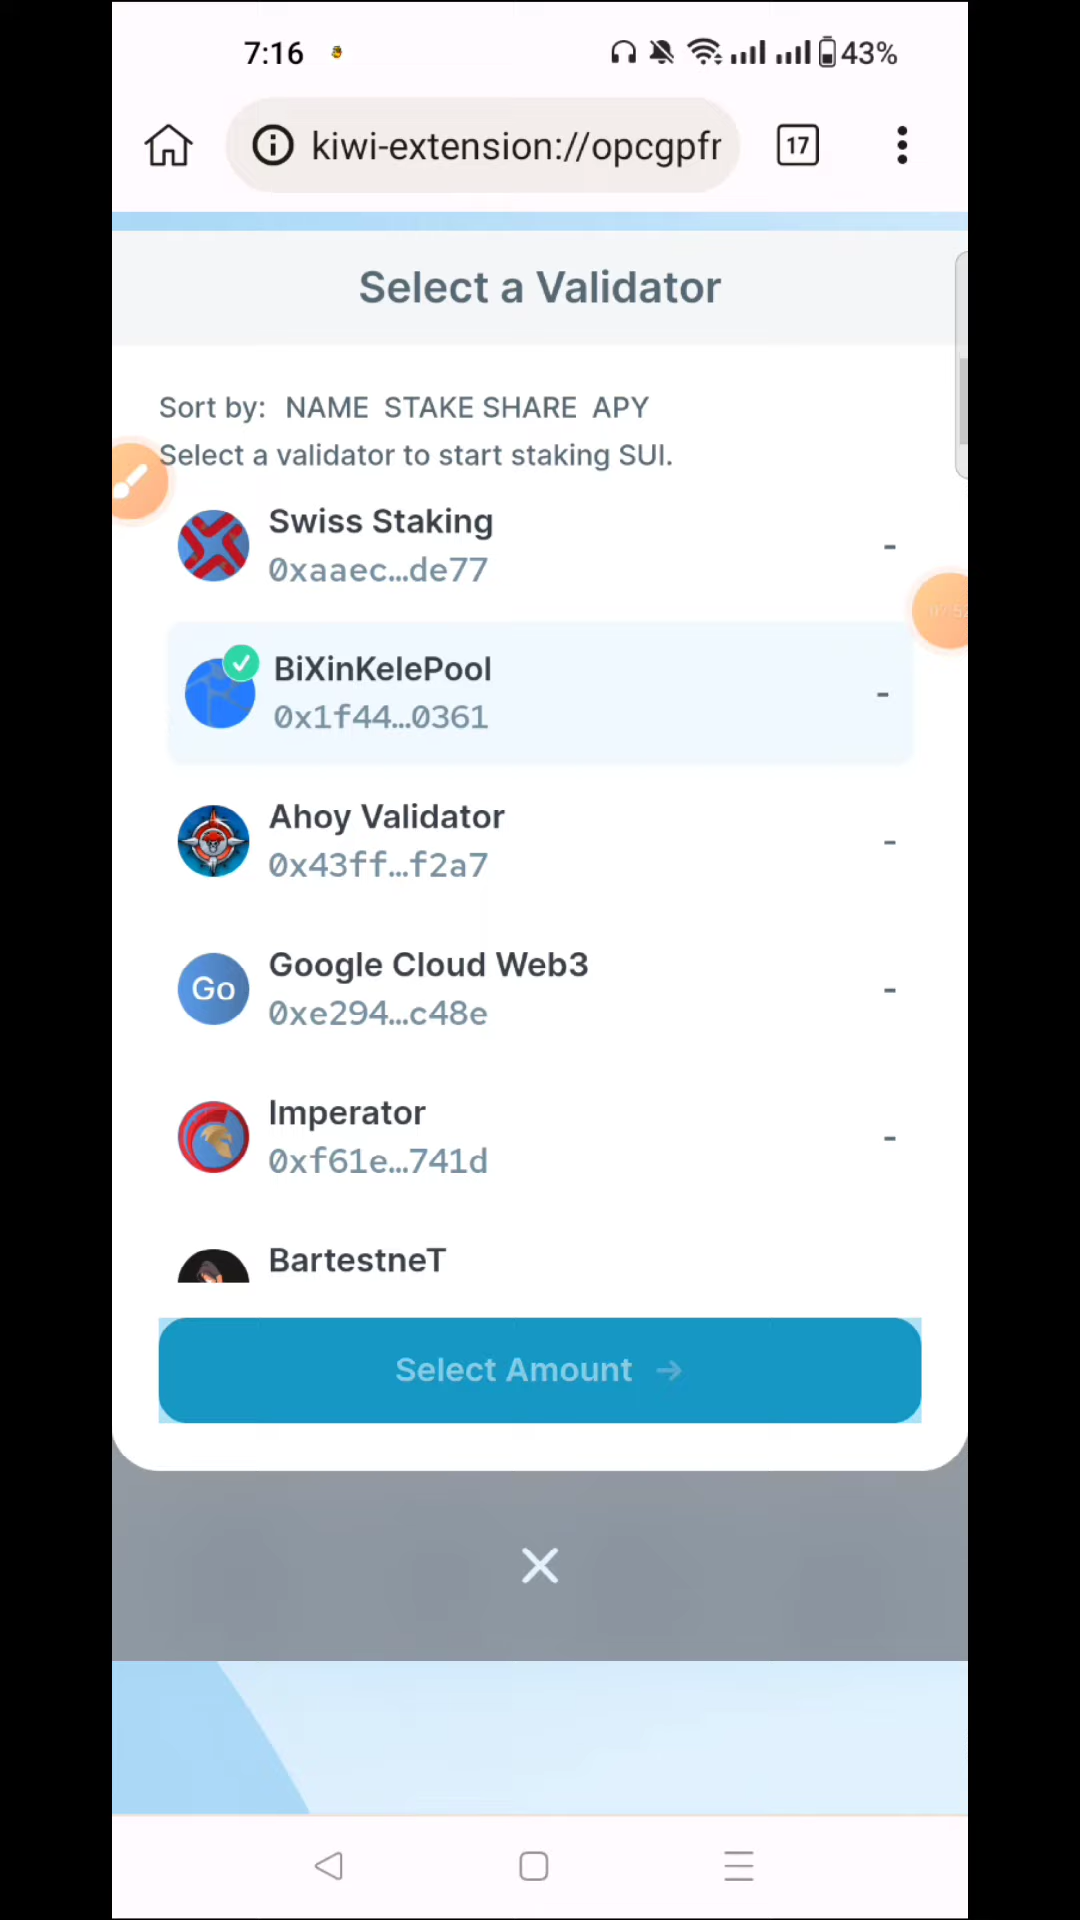 7:16
43%
kiwi-extension://opcgpfr
17
Select a Validator
Sort by: NAME STAKE SHARE APY
Select a validator to start staking SUI.
Swiss Staking
0xaaec…de77
-
BiXinKelePool
0x1f44…0361
-
Ahoy Validator
0x43ff…f2a7
-
Go
Google Cloud Web3
0xe294…c48e
-
Imperator
0xf61e…741d
-
BartestneT
Select Amount →